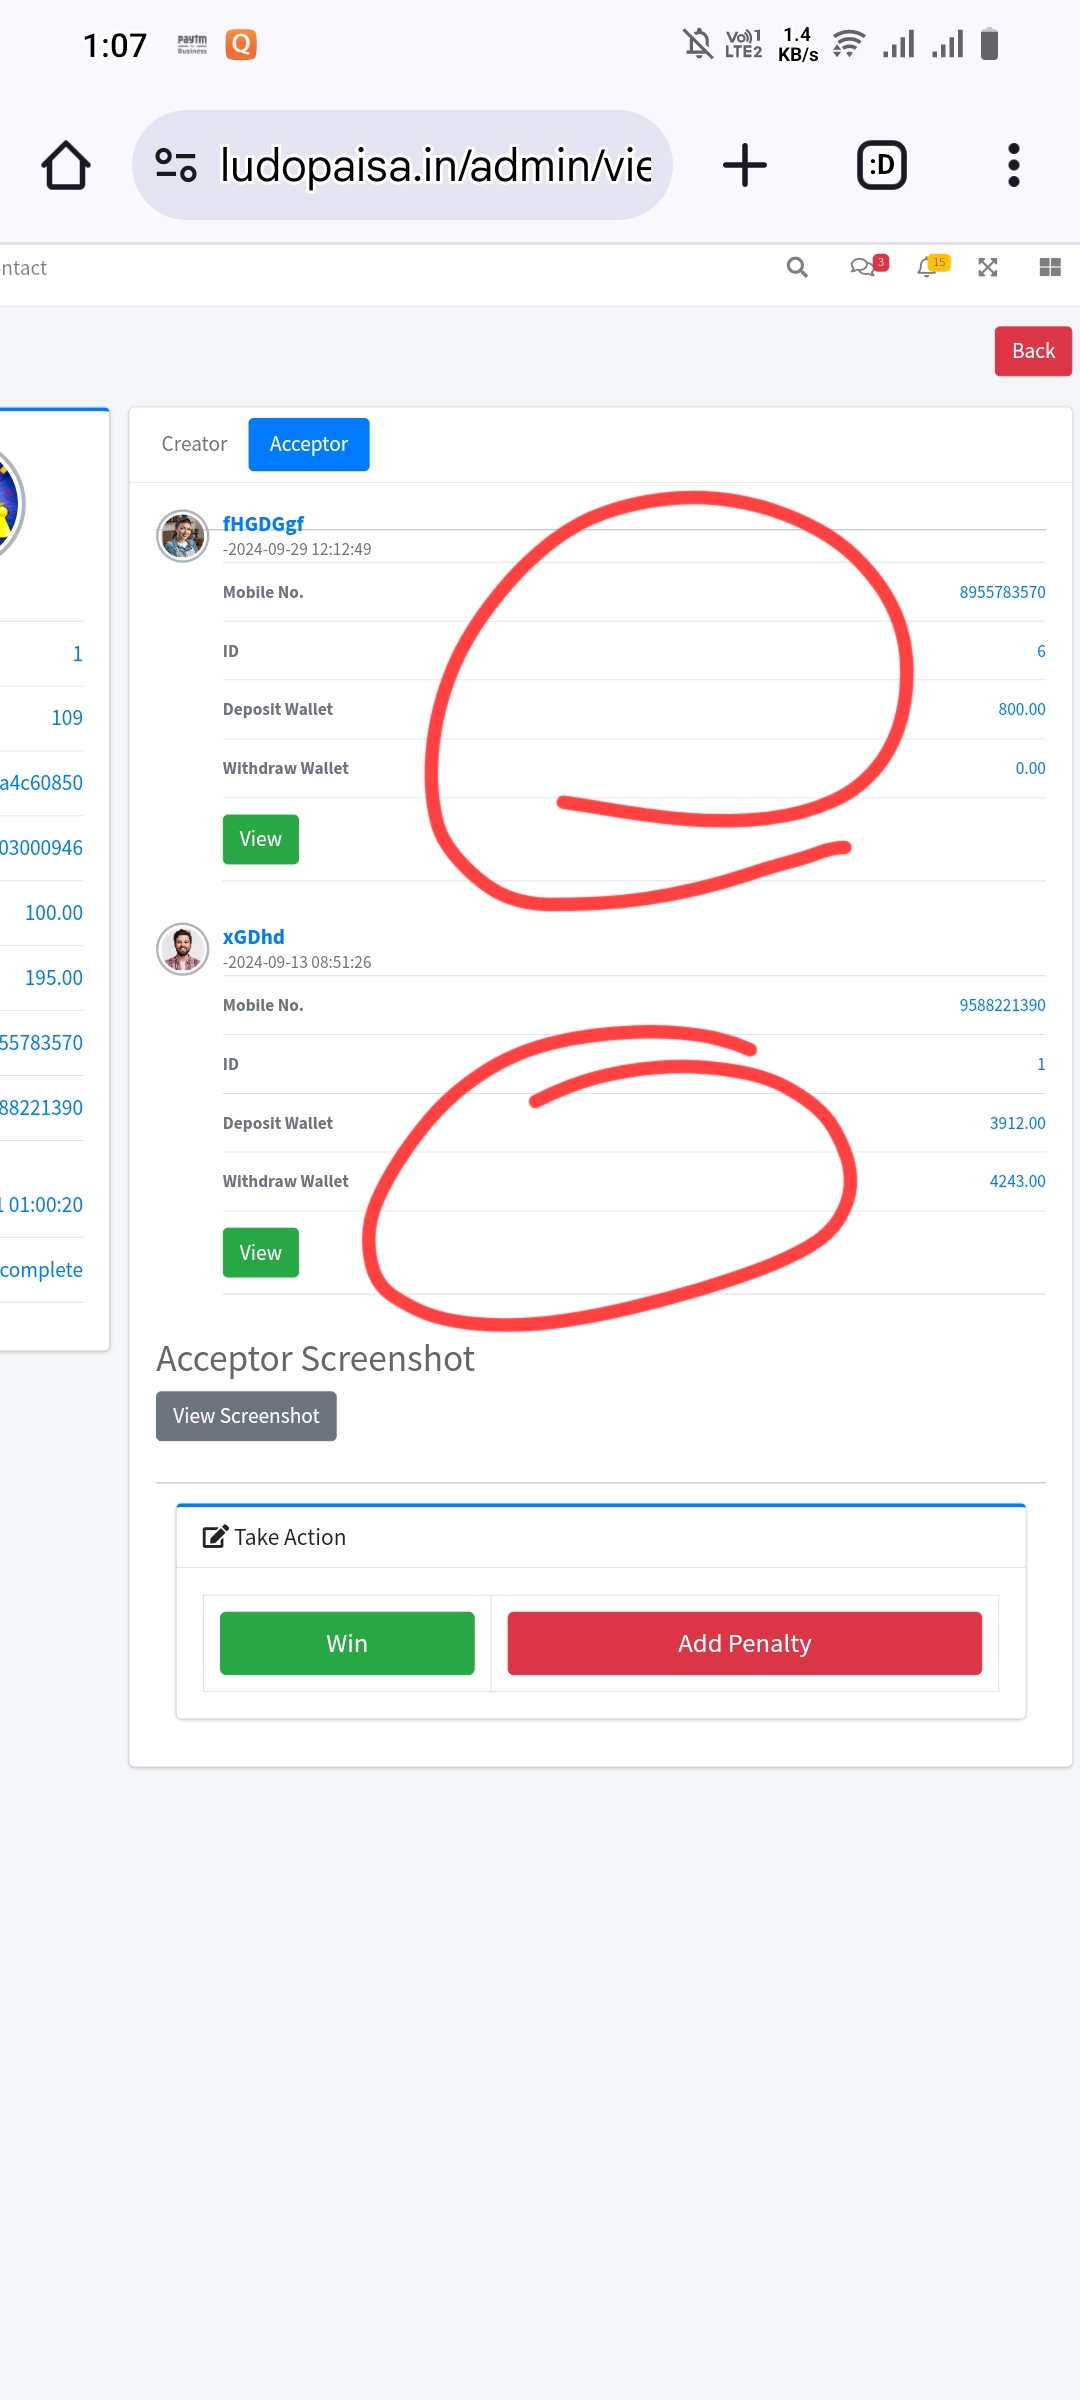 1:07
paytm
Business
Q
Vo))1
LTE2
1.4
KB/s
ludopaisa.in/admin/vie
:D
ntact
3
15
Back
Creator
Acceptor
fHGDGgf
-2024-09-29 12:12:49
Mobile No.
8955783570
ID
6
Deposit Wallet
800.00
Withdraw Wallet
0.00
View
xGDhd
-2024-09-13 08:51:26
Mobile No.
9588221390
ID
1
Deposit Wallet
3912.00
Withdraw Wallet
4243.00
View
1
109
a4c60850
03000946
100.00
195.00
55783570
88221390
1 01:00:20
complete
Acceptor Screenshot
View Screenshot
Take Action
Win
Add Penalty